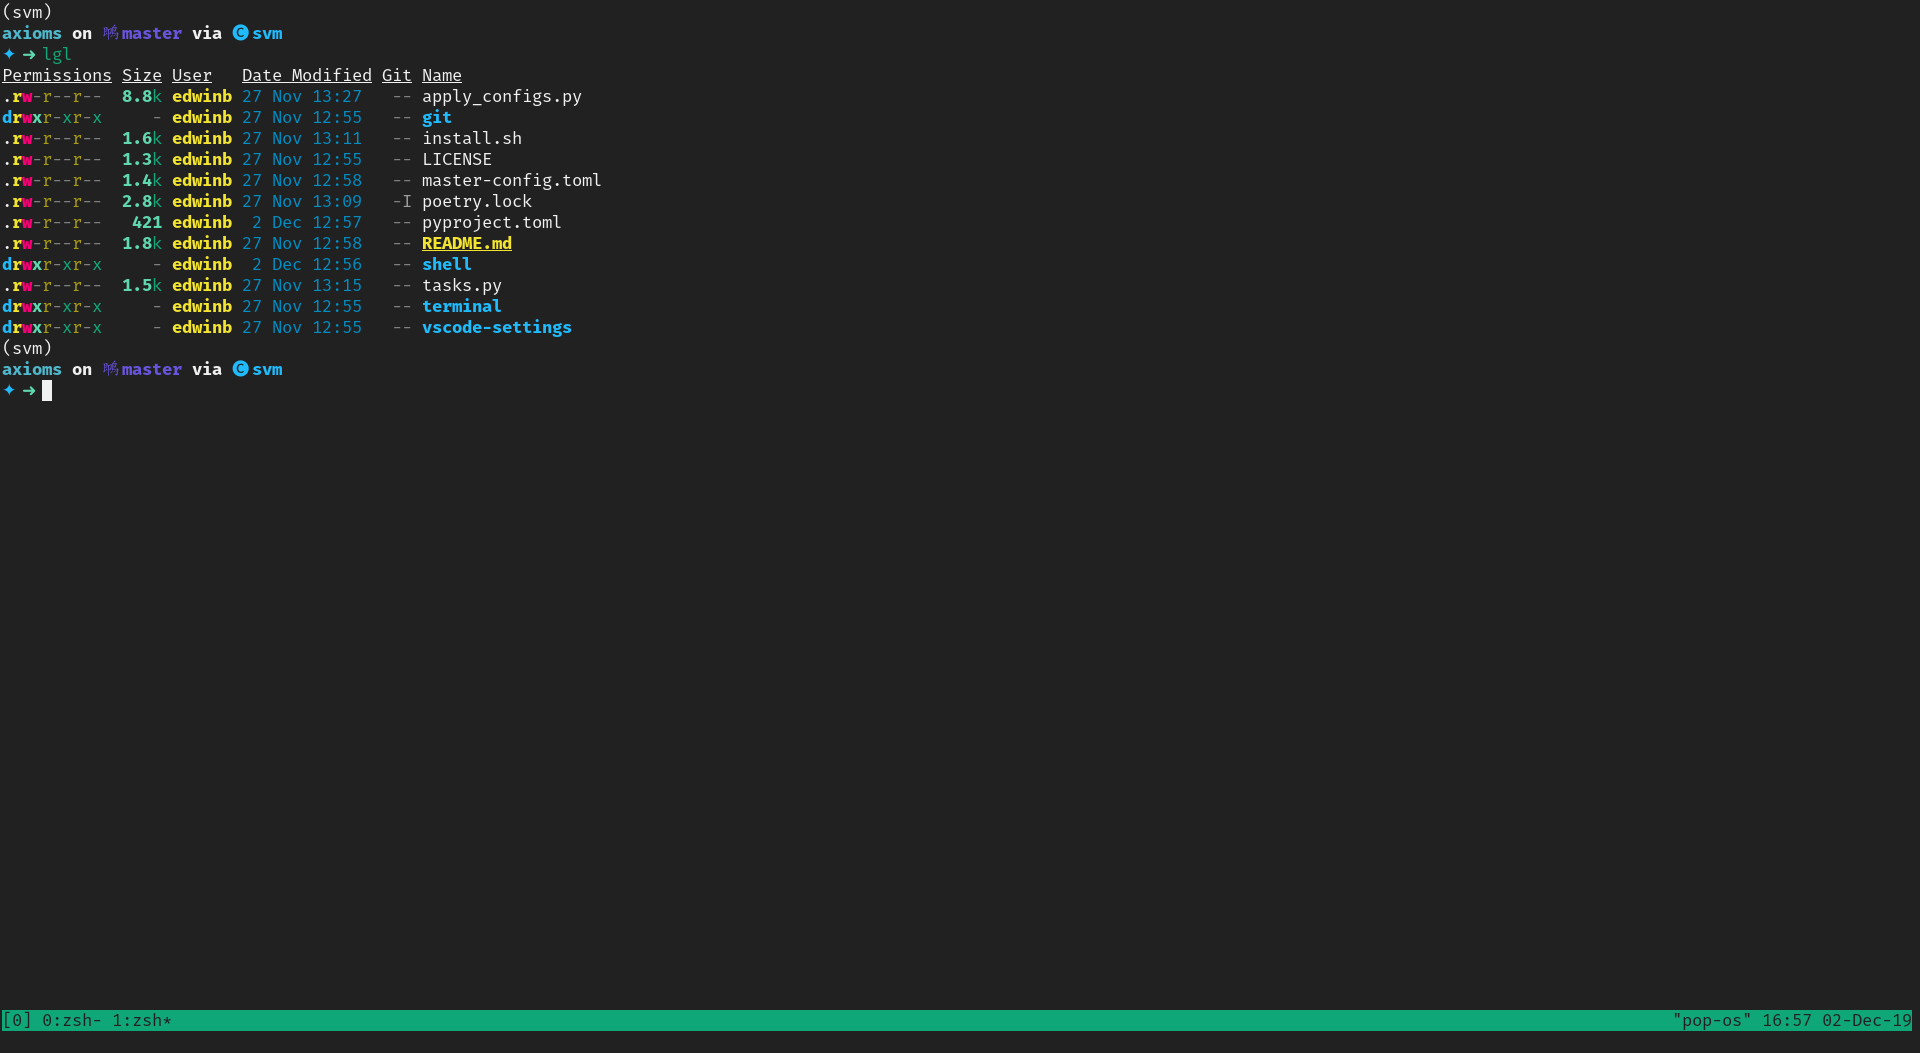 (svm)
axioms on master via 🅒 svm
✦ ➜ lgl
Permissions Size User   Date Modified Git Name
.rw-r--r--  8.8k edwinb 27 Nov 13:27   -- apply_configs.py
drwxr-xr-x     - edwinb 27 Nov 12:55   -- git
.rw-r--r--  1.6k edwinb 27 Nov 13:11   -- install.sh
.rw-r--r--  1.3k edwinb 27 Nov 12:55   -- LICENSE
.rw-r--r--  1.4k edwinb 27 Nov 12:58   -- master-config.toml
.rw-r--r--  2.8k edwinb 27 Nov 13:09   -I poetry.lock
.rw-r--r--   421 edwinb  2 Dec 12:57   -- pyproject.toml
.rw-r--r--  1.8k edwinb 27 Nov 12:58   -- README.md
drwxr-xr-x     - edwinb  2 Dec 12:56   -- shell
.rw-r--r--  1.5k edwinb 27 Nov 13:15   -- tasks.py
drwxr-xr-x     - edwinb 27 Nov 12:55   -- terminal
drwxr-xr-x     - edwinb 27 Nov 12:55   -- vscode-settings
(svm)
axioms on master via 🅒 svm
✦ ➜
[0] 0:zsh- 1:zsh* "pop-os" 16:57 02-Dec-19